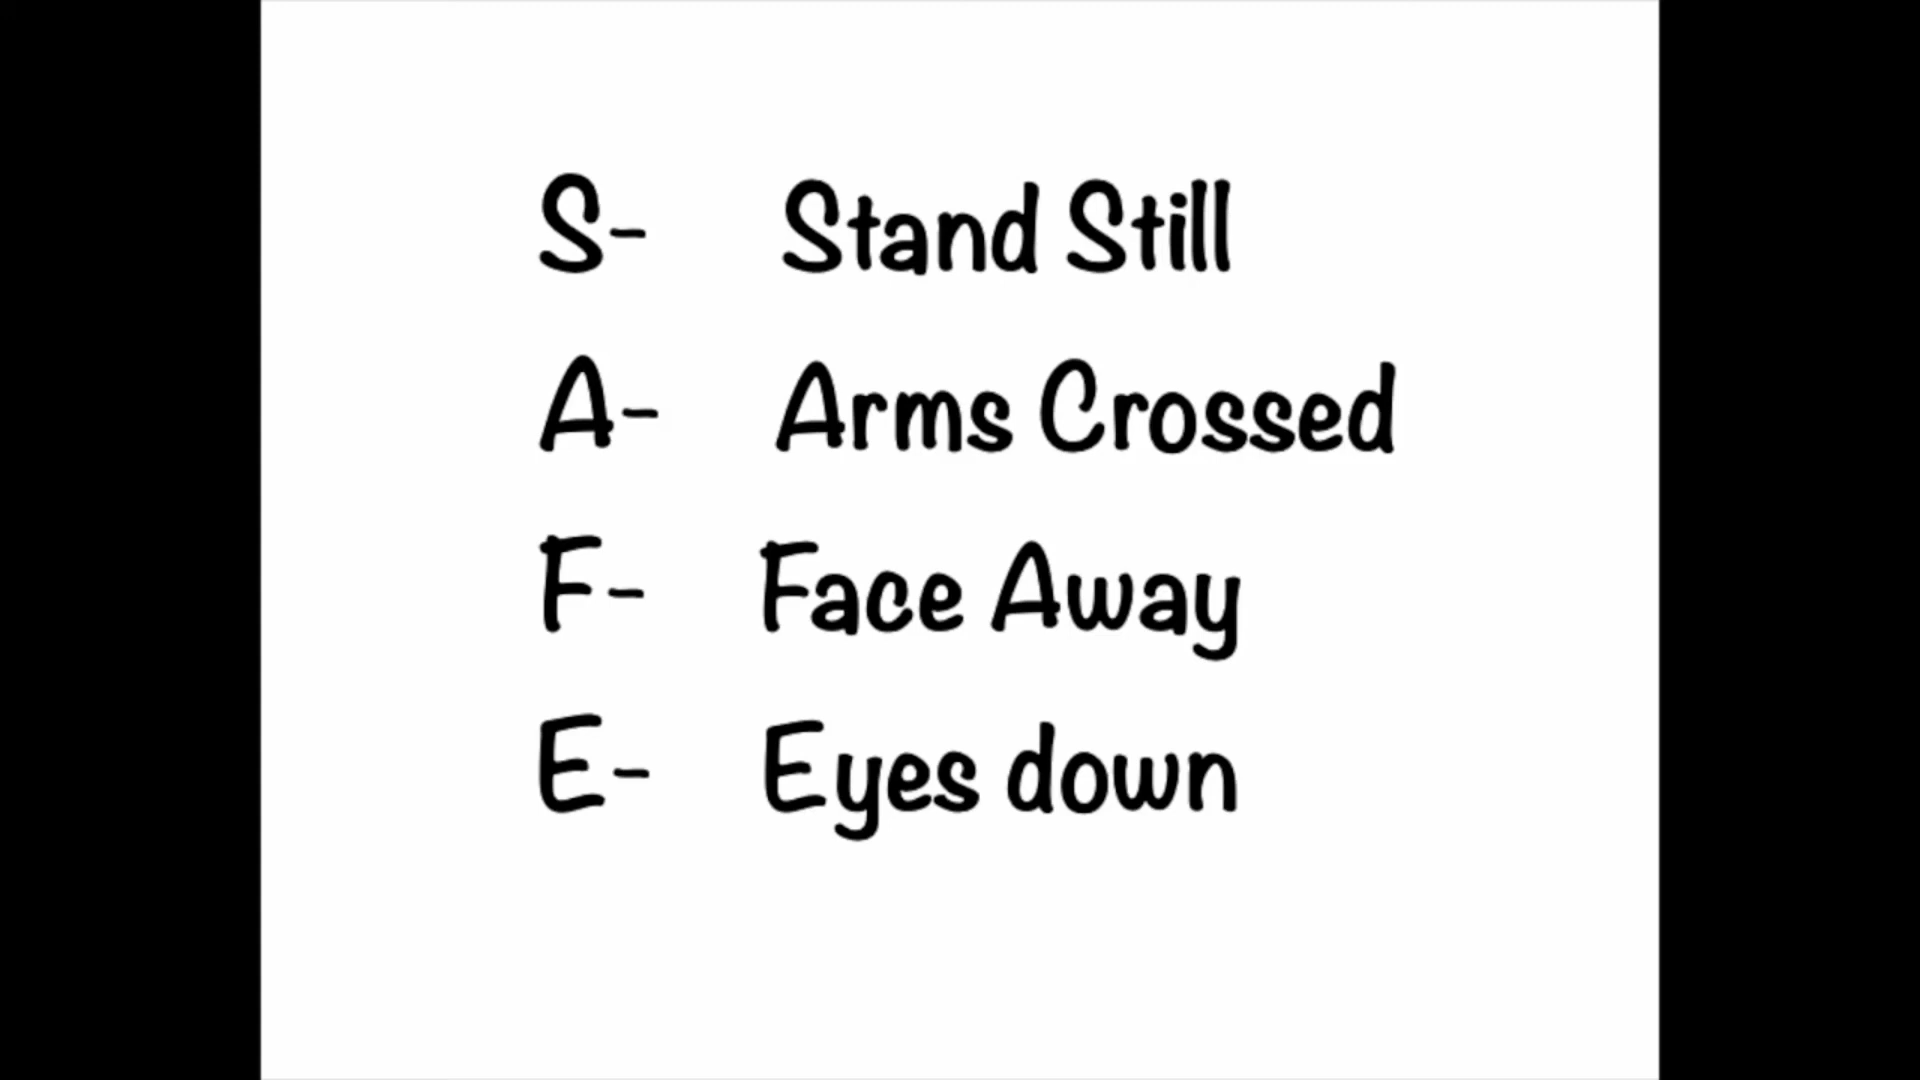 S- Stand Still
A- Arms Crossed
F- Face Away
E- Eyes down